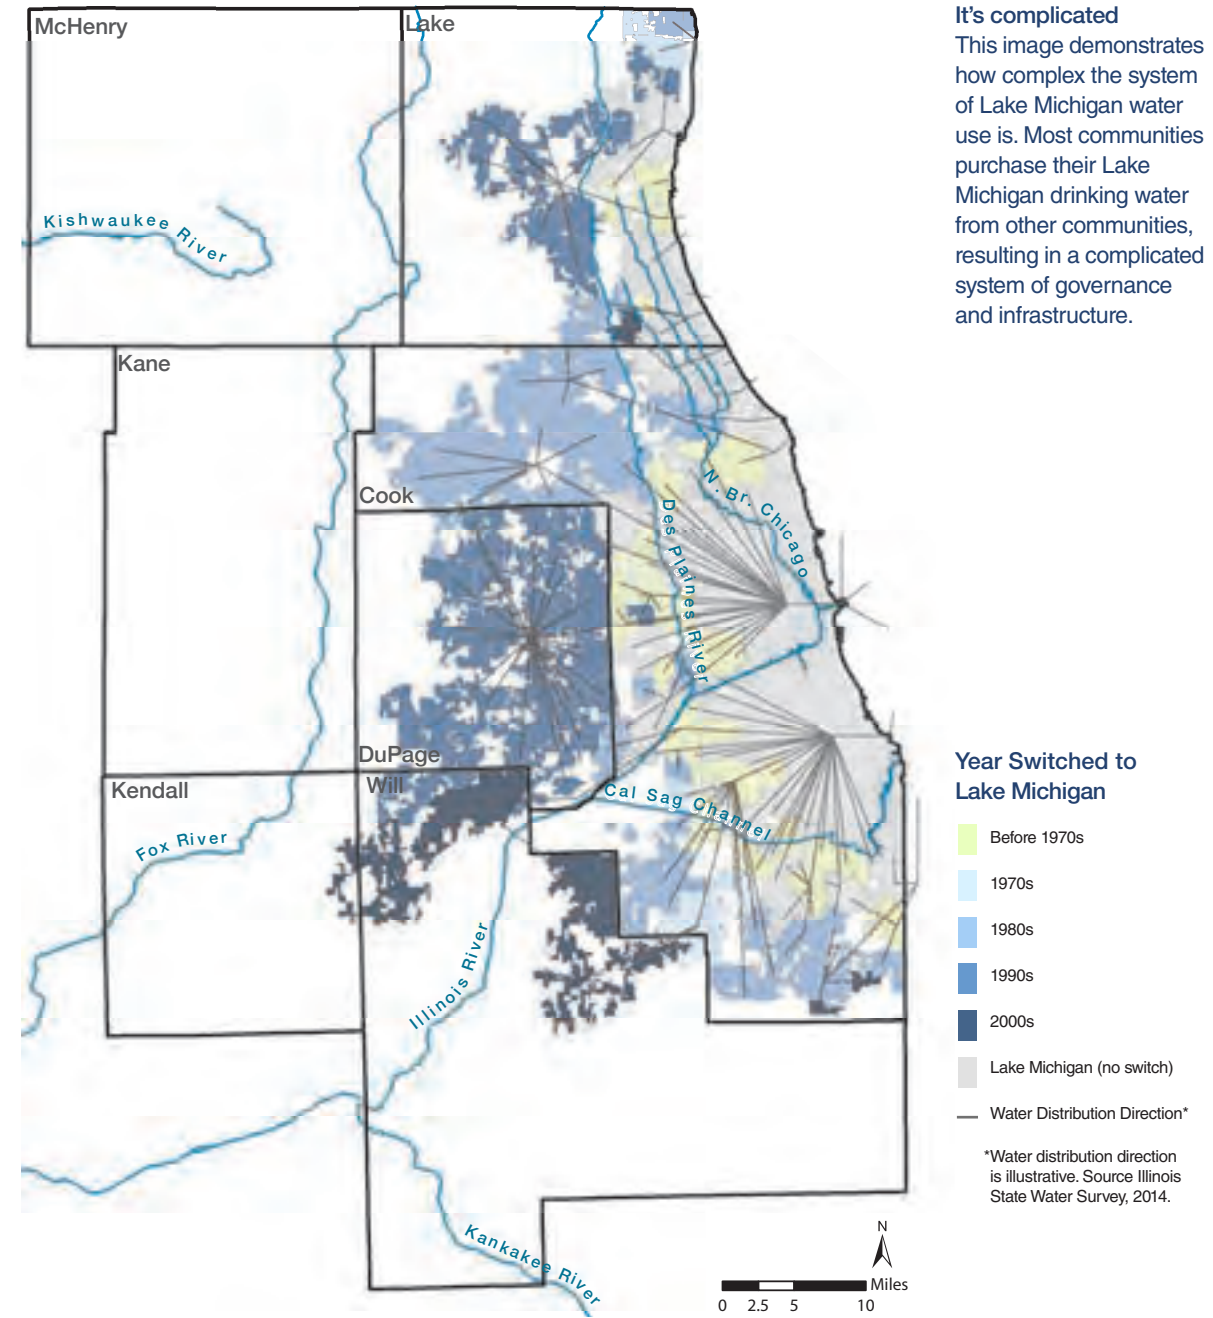 It's complicated
This image demonstrates
how complex the system
of Lake Michigan water
use is. Most communities
purchase their Lake
Michigan drinking water
from other communities,
resulting in a complicated
system of governance
and infrastructure.
McHenry
Lake
Kishwaukee River
Kane
Cook
N. Br. Chicago
Des Plaines River
DuPage
Will
Kendall
Cal Sag Channel
Fox River
Illinois River
Kankakee River
Year Switched to
Lake Michigan
Before 1970s
1970s
1980s
1990s
2000s
Lake Michigan (no switch)
Water Distribution Direction*
*Water distribution direction
is illustrative. Source Illinois
State Water Survey, 2014.
N
Miles
0 2.5 5 10